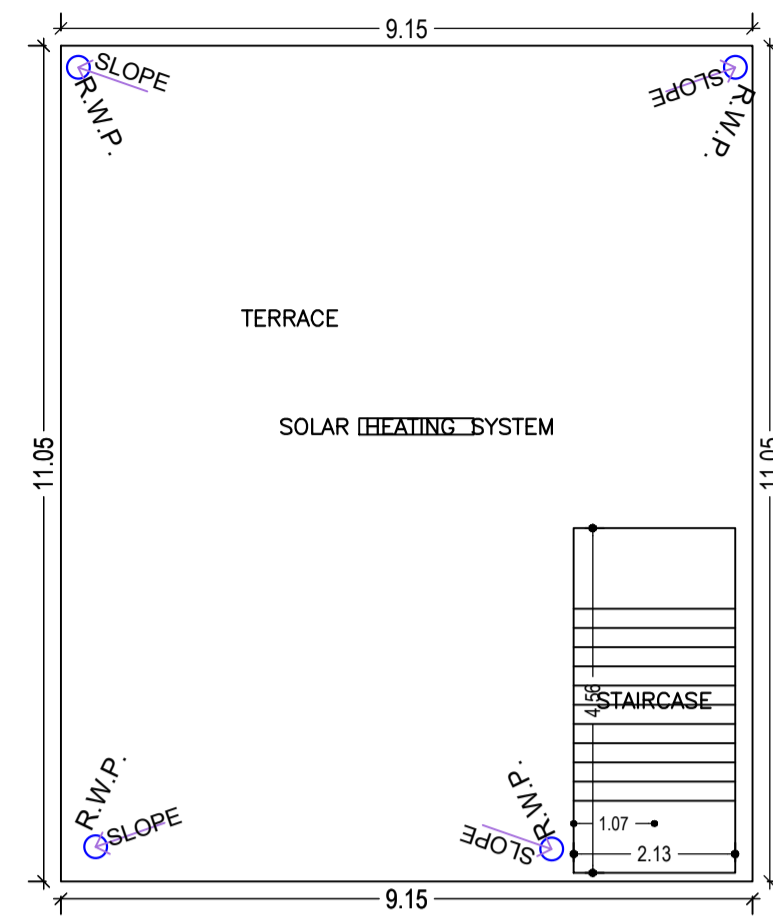 9.15
SLOPE
R.W.P.
SLOPE
R.W.P.
TERRACE
SOLAR HEATING SYSTEM
11.05
11.05
4.56
STAIRCASE
R.W.P.
SLOPE
R.W.P.
SLOPE
1.07
2.13
9.15